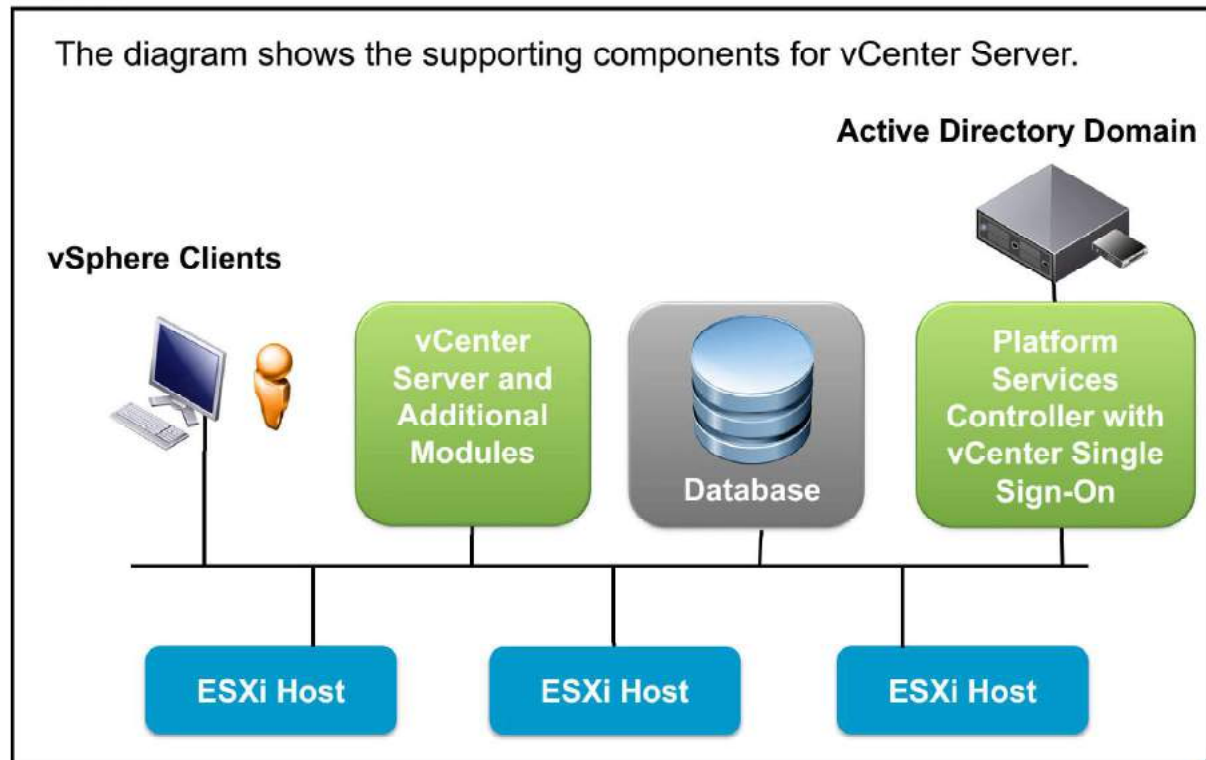 The diagram shows the supporting components for vCenter Server.
Active Directory Domain
vSphere Clients
vCenter
Server and
Additional
Modules
Database
Platform
Services
Controller with
vCenter Single
Sign-On
ESXi Host
ESXi Host
ESXi Host